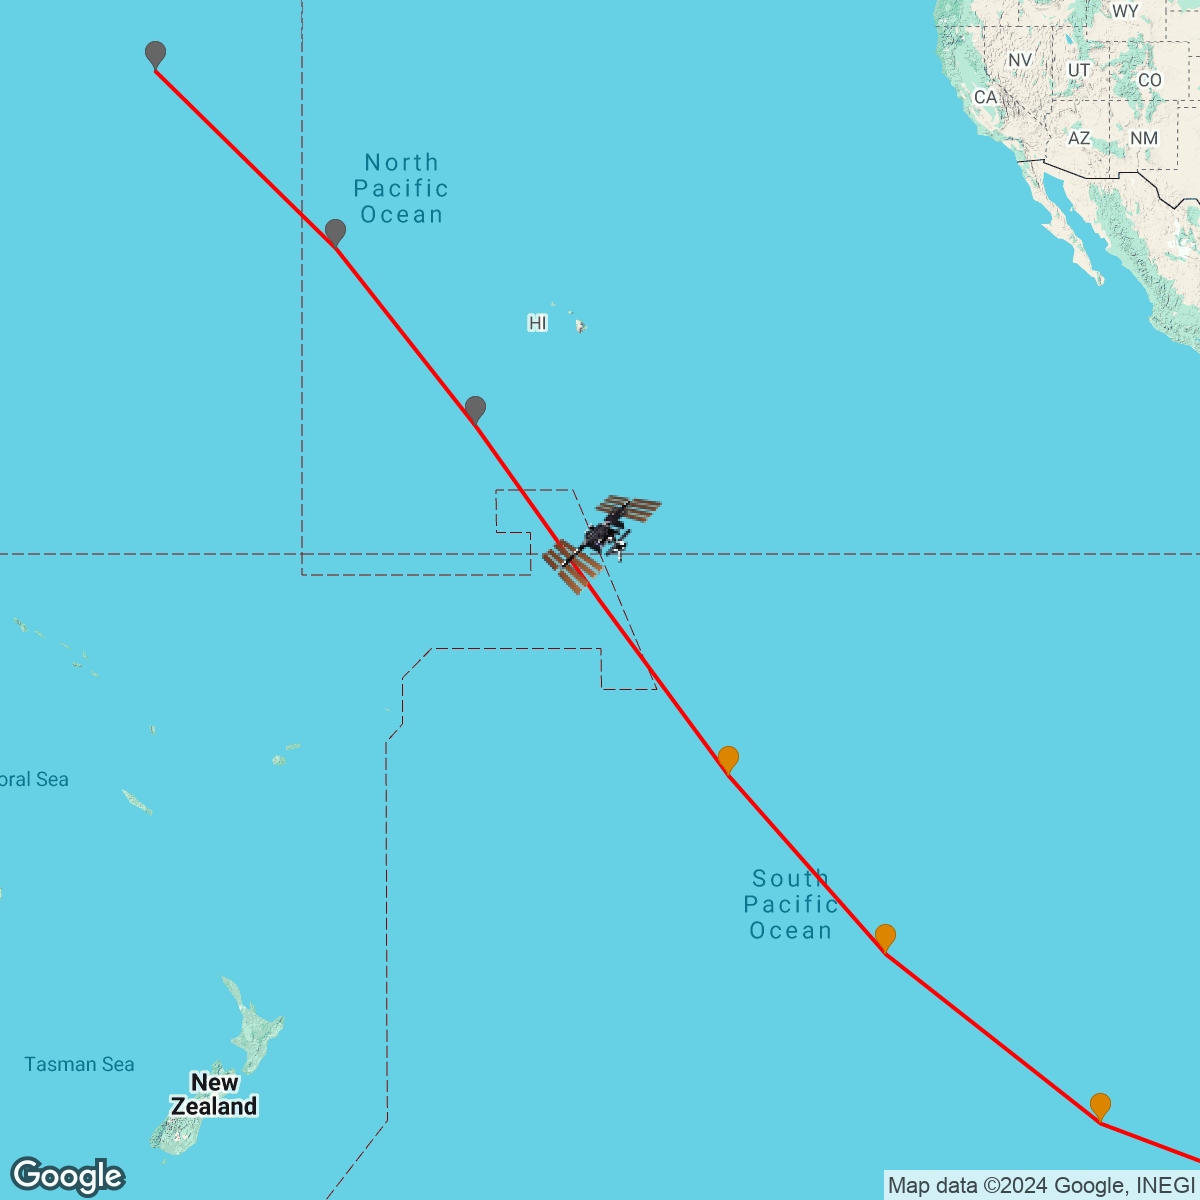 WY
NV
UT
CO
CA
AZ
NM
North
Pacific
Ocean
HI
oral Sea
South
Pacific
Ocean
Tasman Sea
New
Zealand
Google
Map data ©2024 Google, INEGI